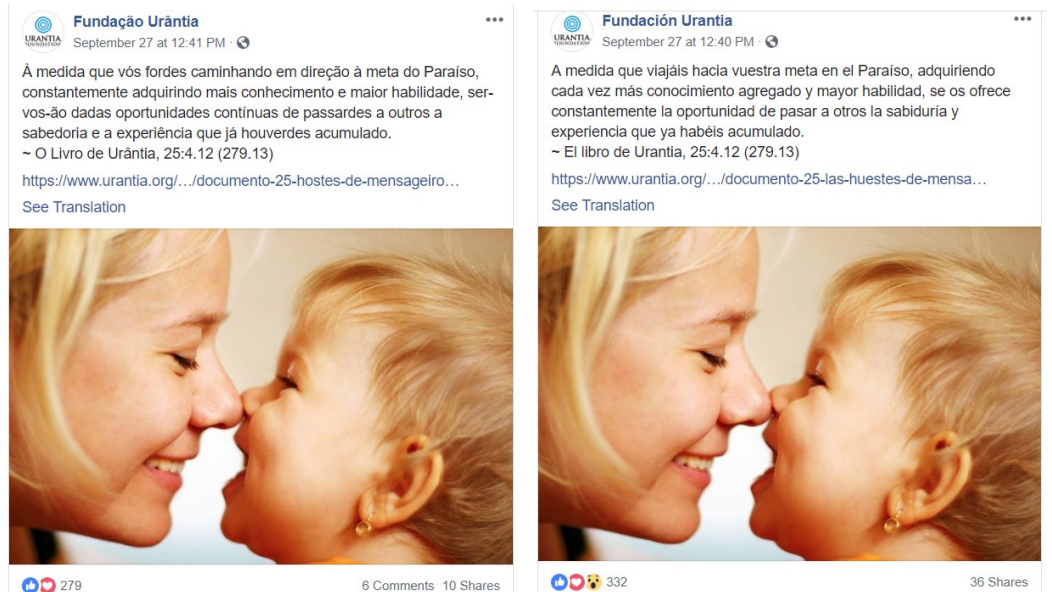 Fundação Urântia
September 27 at 12:41 PM ·
À medida que vós fordes caminhando em direção à meta do Paraíso,
constantemente adquirindo mais conhecimento e maior habilidade, ser-
vos-ão dadas oportunidades contínuas de passardes a outros a
sabedoria e a experiência que já houverdes acumulado.
~ O Livro de Urântia, 25:4.12 (279.13)
https://www.urantia.org/…/documento-25-hostes-de-mensageiro…
See Translation
279
6 Comments 10 Shares
URANTIA
FOUNDATION
Fundación Urantia
September 27 at 12:40 PM ·
A medida que viajáis hacia vuestra meta en el Paraíso, adquiriendo
cada vez más conocimiento agregado y mayor habilidad, se os ofrece
constantemente la oportunidad de pasar a otros la sabiduría y
experiencia que ya habéis acumulado.
~ El libro de Urantia, 25:4.12 (279.13)
https://www.urantia.org/…/documento-25-las-huestes-de-mensa…
See Translation
332
36 Shares
URANTIA
FOUNDATION